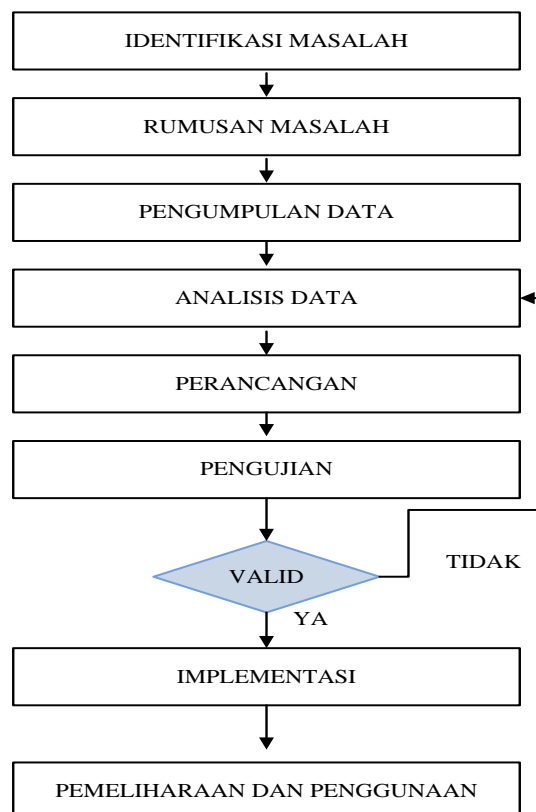 IDENTIFIKASI MASALAH
RUMUSAN MASALAH
PENGUMPULAN DATA
ANALISIS DATA
PERANCANGAN
PENGUJIAN
VALID
TIDAK
YA
IMPLEMENTASI
PEMELIHARAAN DAN PENGGUNAAN